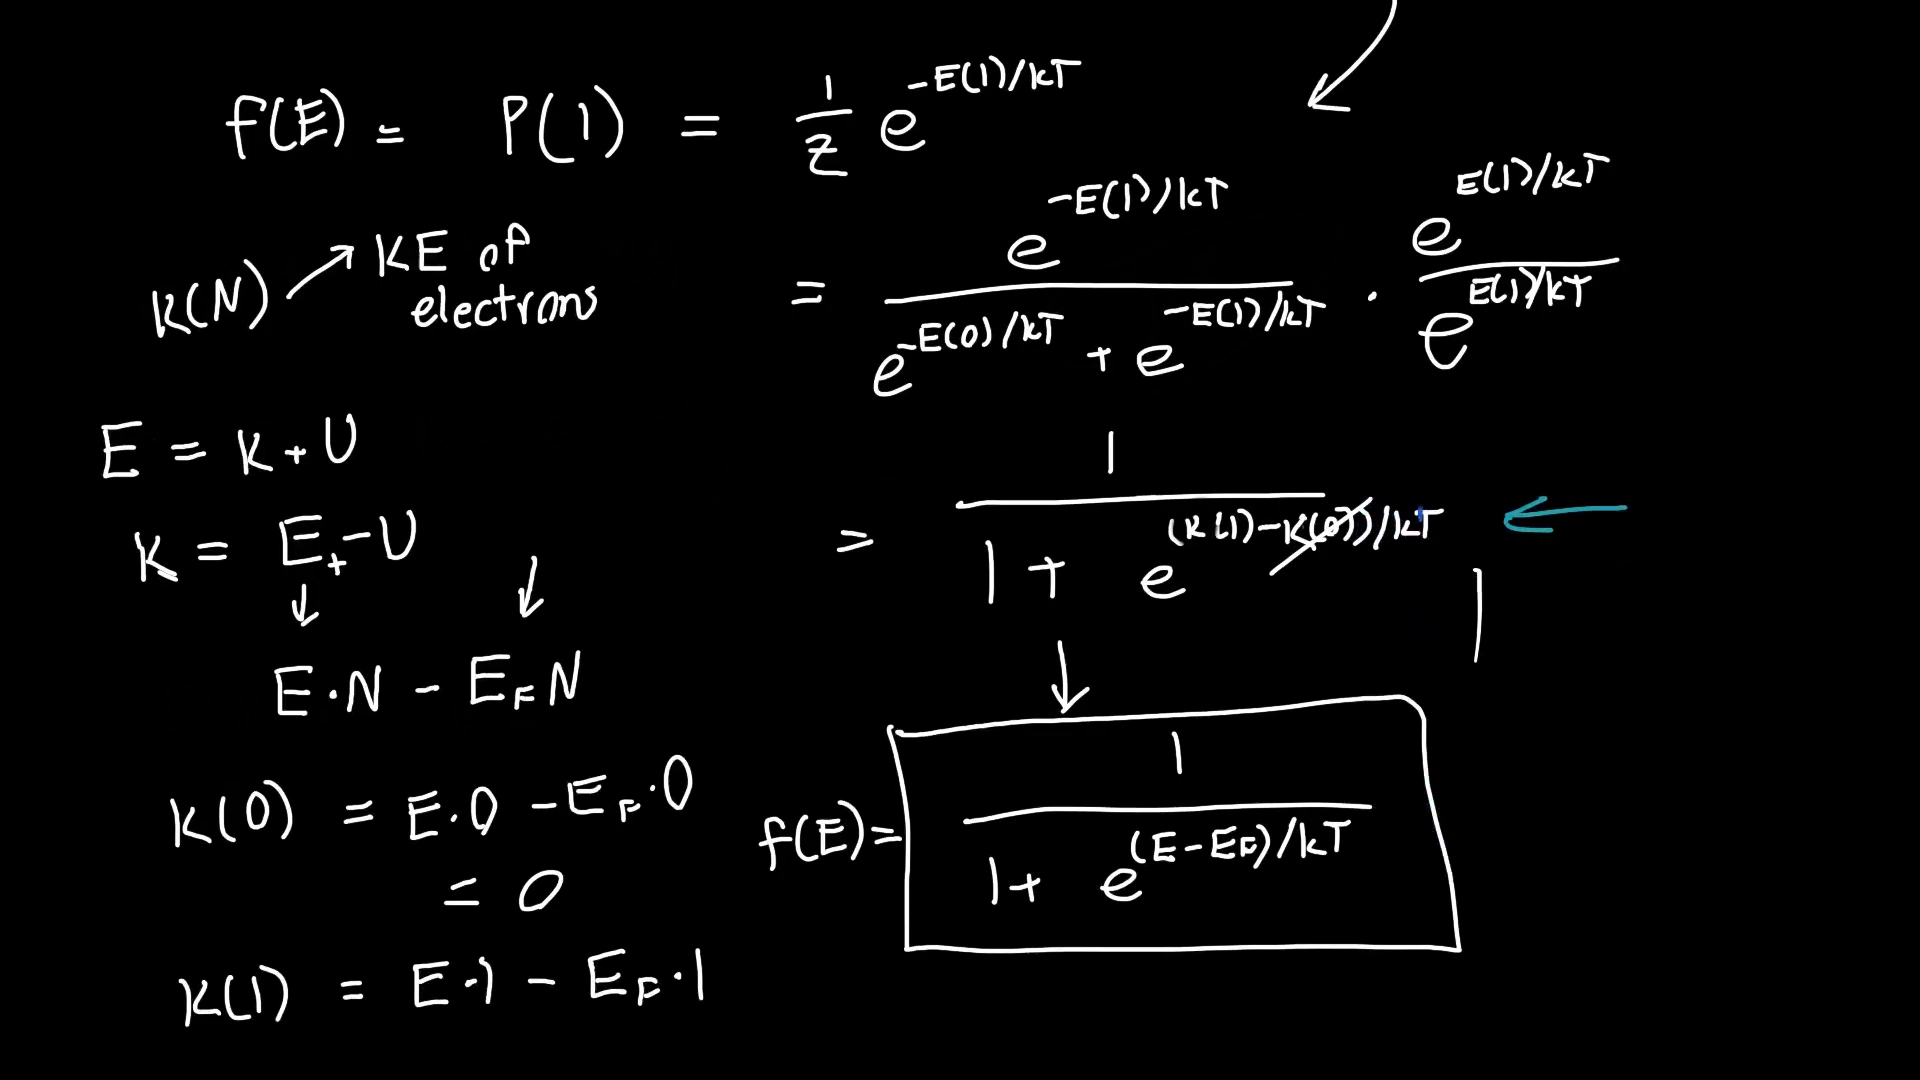 f(E) = P(1) = 1/Z e^{-E(1)/kT}
K(N) → KE of electrons
= e^{-E(1)/kT} / (e^{-E(0)/kT} + e^{-E(1)/kT}) · e^{E(1)/kT} / e^{E(1)/kT}
E = K + U
K = E_t - U
= 1 / (1 + e^{(K(1)-K(0))/kT})
E·N - E_F N
K(0) = E·0 - E_F·0
= 0
f(E) = 1 / (1 + e^{(E-E_F)/kT})
K(1) = E·1 - E_F·1